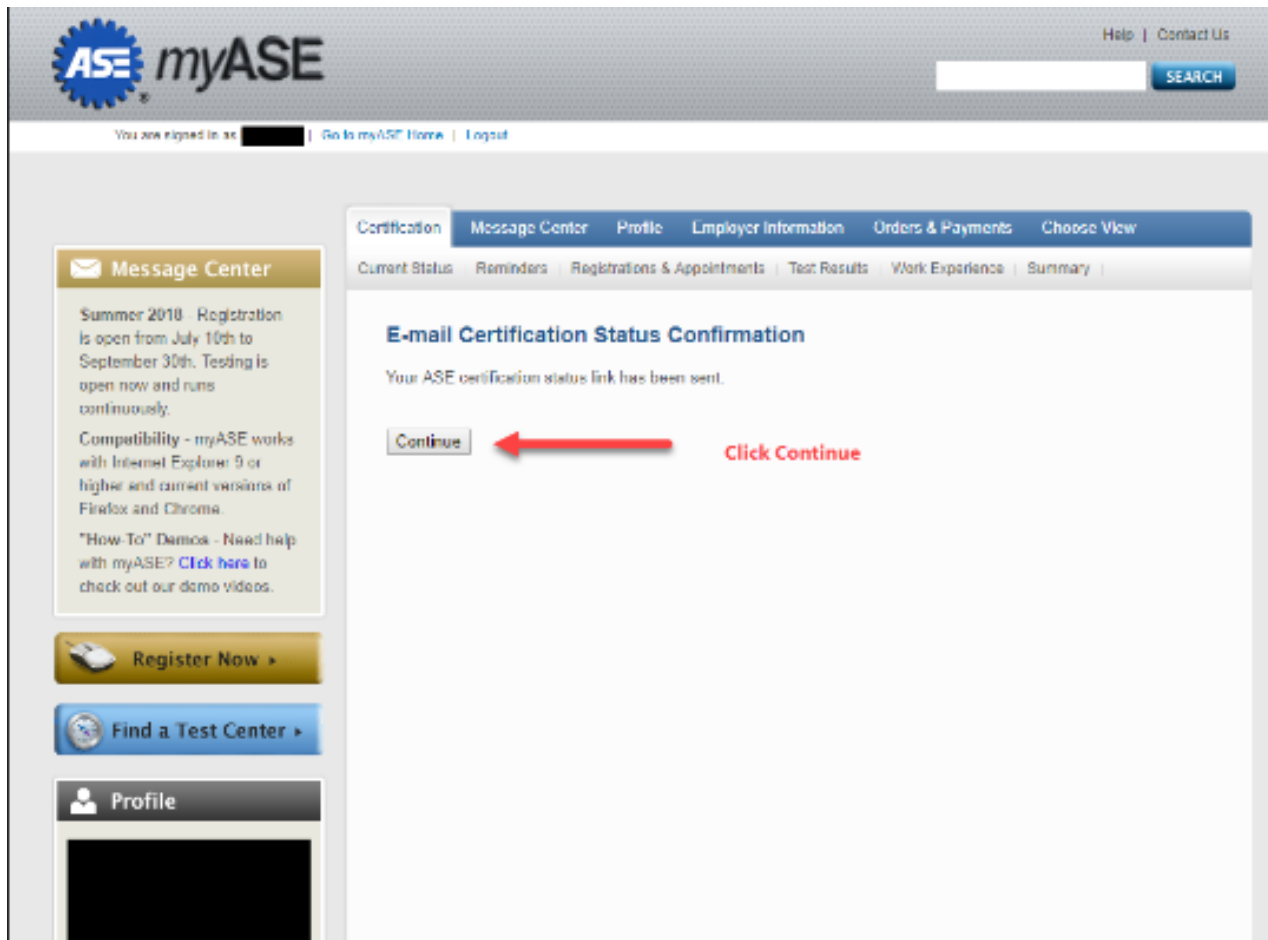 ASE myASE
Help | Contact Us
SEARCH
You are signed in as | Go to myASE Home | Logout
Certification Message Center Profile Employer Information Orders & Payments Choose View
Current Status | Reminders | Registrations & Appointments | Test Results | Work Experience | Summary |
Message Center
Summer 2018 - Registration
is open from July 10th to
September 30th. Testing is
open now and runs
continuously.
Compatibility - myASE works
with Internet Explorer 9 or
higher and current versions of
Firefox and Chrome.
"How-To" Demos - Need help
with myASE? Click here to
check out our demo videos.
E-mail Certification Status Confirmation
Your ASE certification status link has been sent.
Continue
Click Continue
Register Now
Find a Test Center
Profile